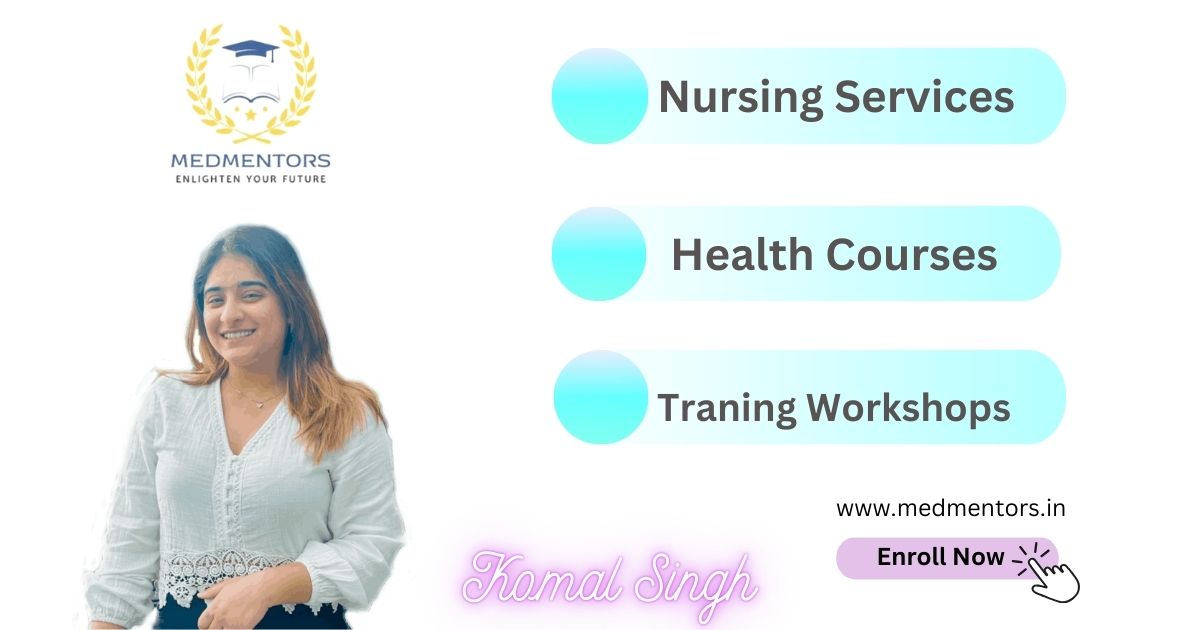 MEDMENTORS
ENLIGHTEN YOUR FUTURE
Nursing Services
Health Courses
Traning Workshops
www.medmentors.in
Enroll Now
Komal Singh